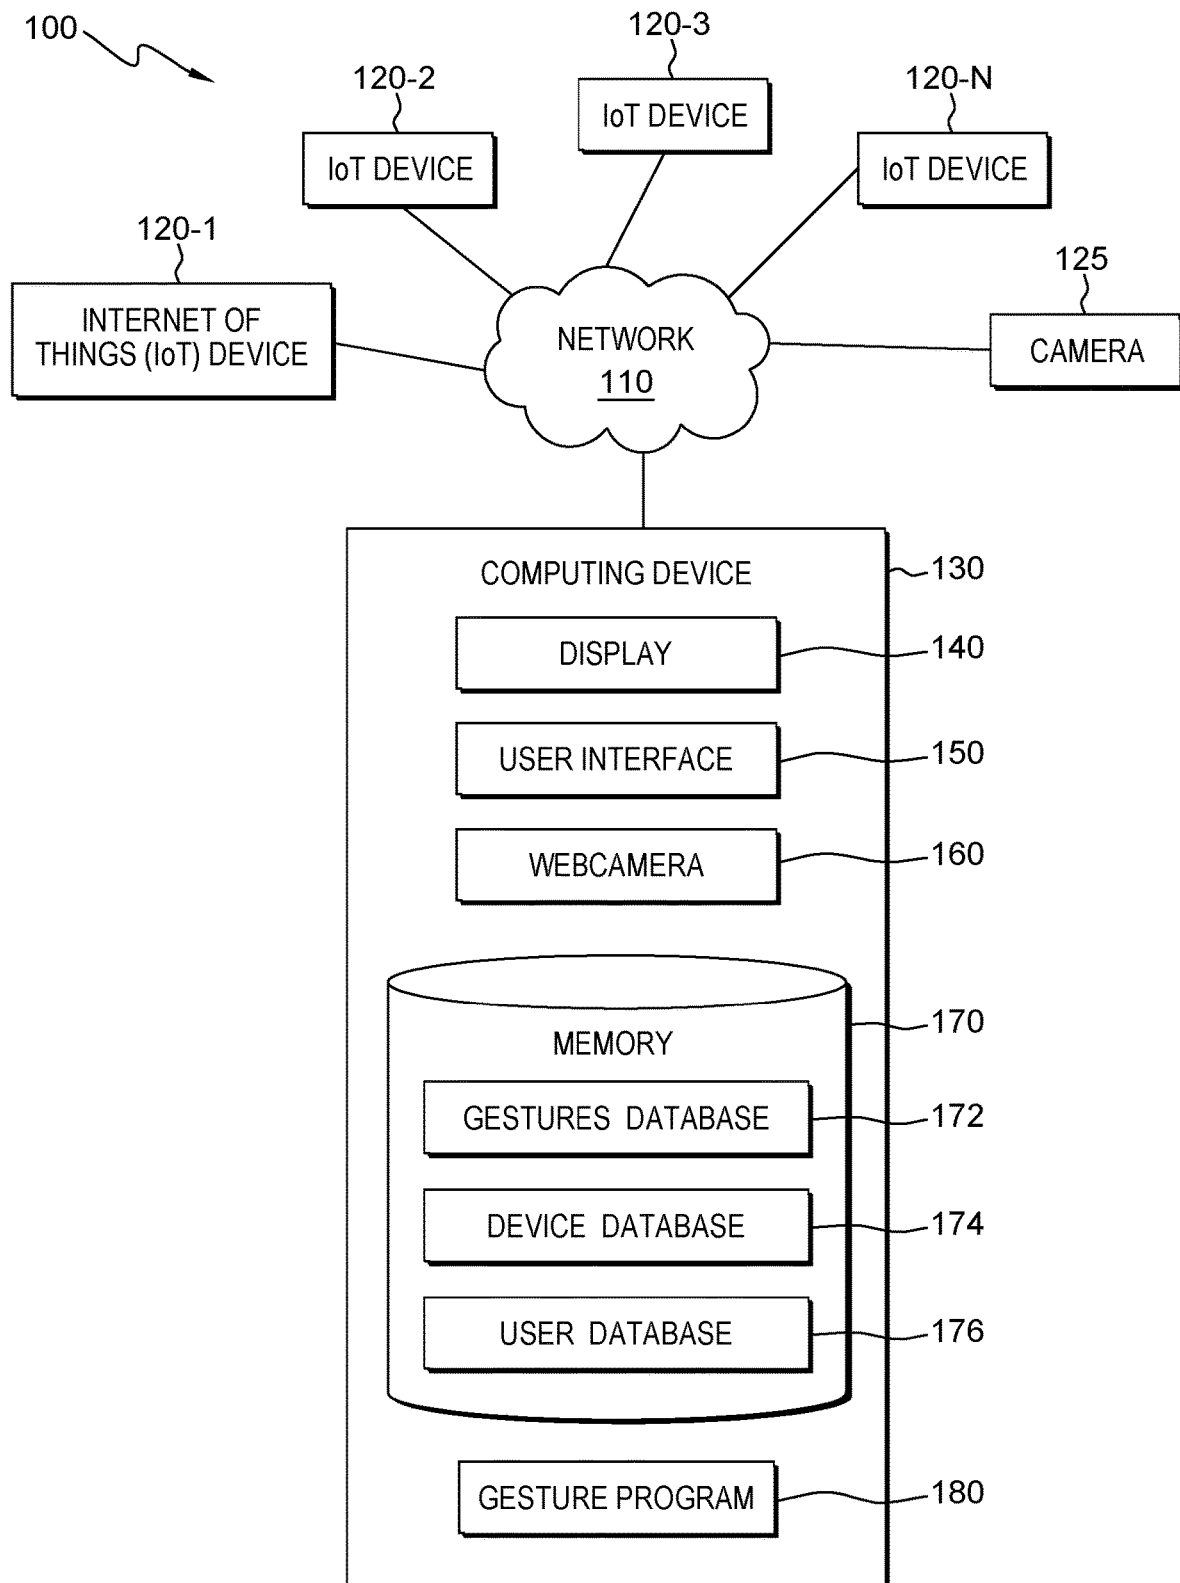 100
120-3
120-2
120-N
IoT DEVICE
IoT DEVICE
IoT DEVICE
120-1
125
INTERNET OF
THINGS (IoT) DEVICE
NETWORK
110
CAMERA
COMPUTING DEVICE
130
DISPLAY
140
USER INTERFACE
150
WEBCAMERA
160
MEMORY
170
GESTURES DATABASE
172
DEVICE DATABASE
174
USER DATABASE
176
GESTURE PROGRAM
180